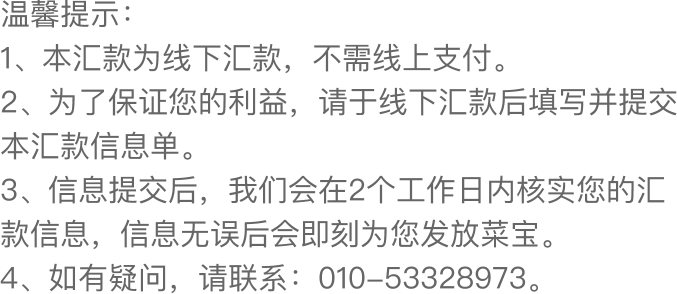 温馨提示：
1、本汇款为线下汇款，不需线上支付。
2、为了保证您的利益，请于线下汇款后填写并提交
本汇款信息单。
3、信息提交后，我们会在2个工作日内核实您的汇
款信息，信息无误后会即刻为您发放菜宝。
4、如有疑问，请联系：010-53328973。